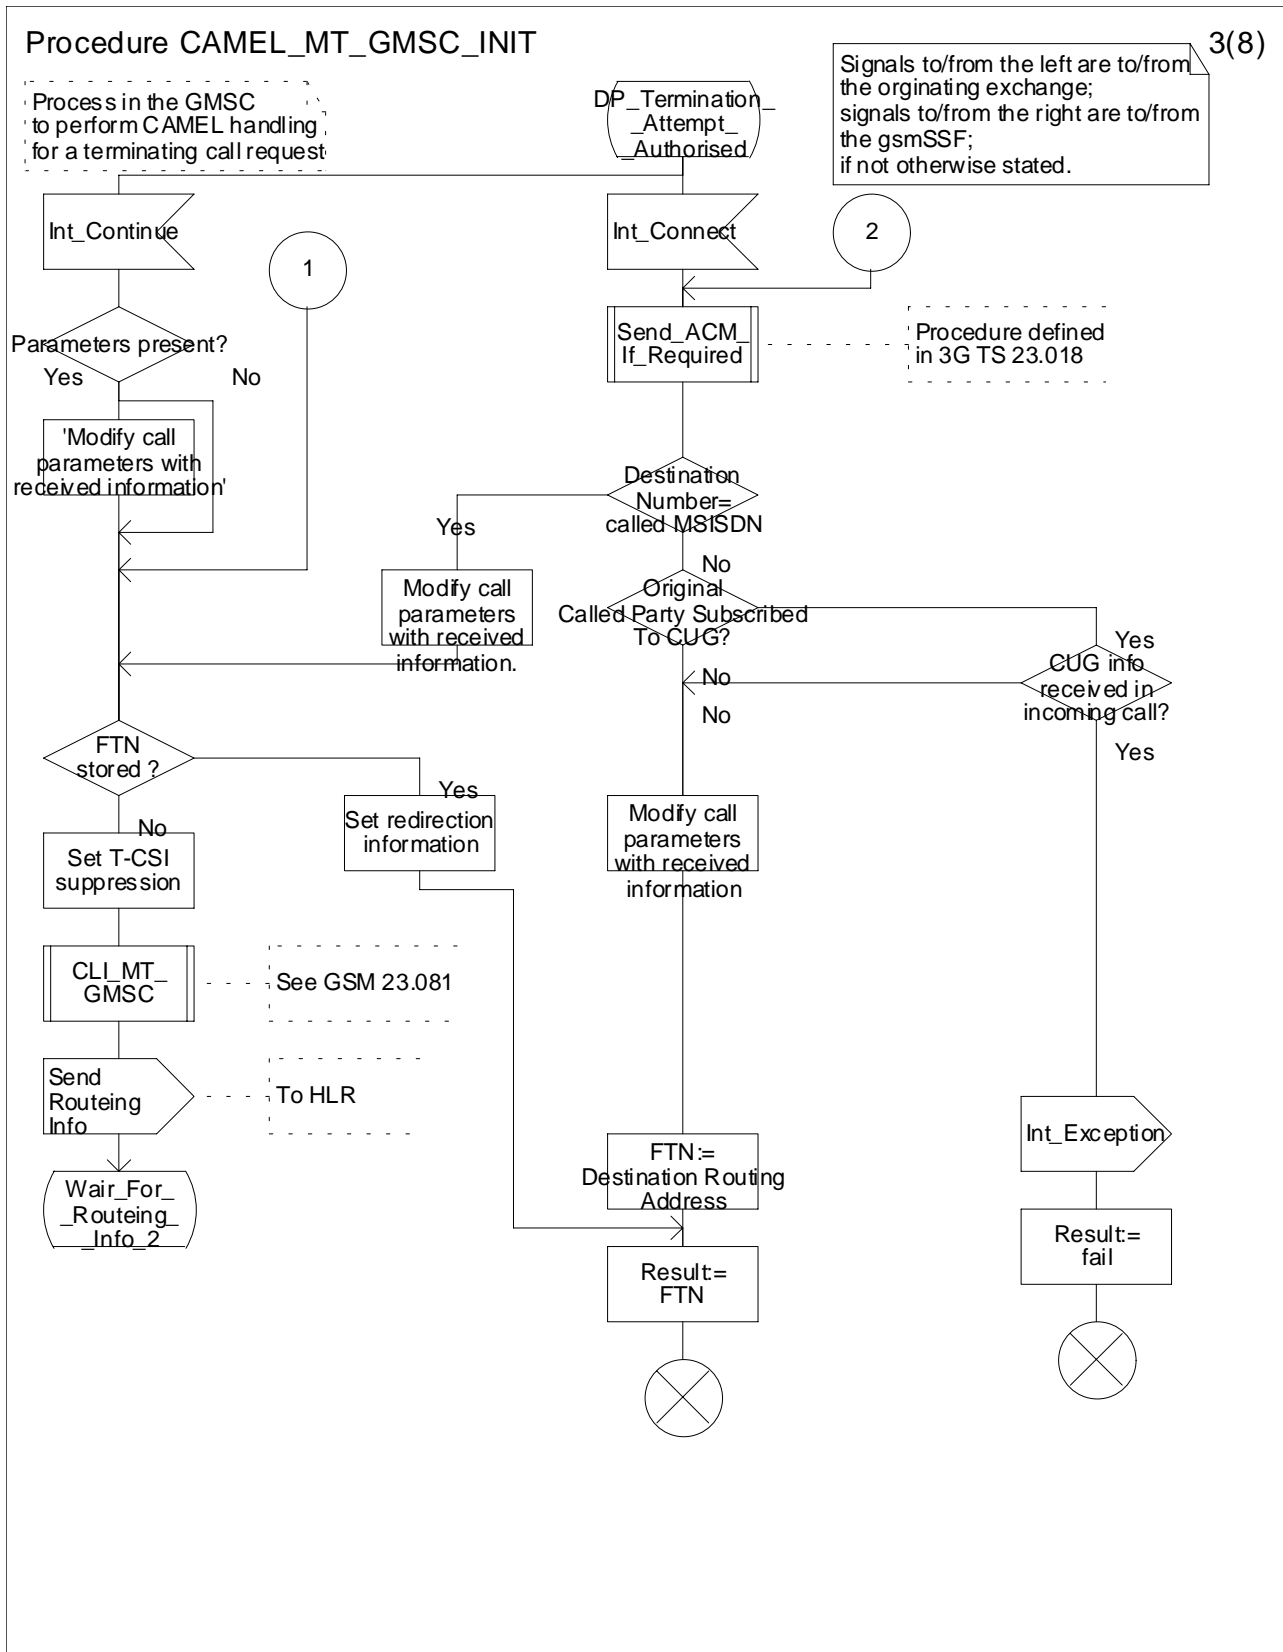 Procedure CAMEL_MT_GMSC_INIT
3(8)
Process in the GMSC
to perform CAMEL handling
for a terminating call request
DP_Termination_
_Attempt_
_Authorised
Signals to/from the left are to/from
the orginating exchange;
signals to/from the right are to/from
the gsmSSF;
if not otherwise stated.
Int_Continue
Int_Connect
2
1
Parameters present?
Yes
No
Send_ACM_
If_Required
Procedure defined
in 3G TS 23.018
'Modify call
parameters with
received information'
Destination
Number=
called MSISDN
Yes
No
Modify call
parameters
with received
information.
Original
Called Party Subscribed
To CUG?
Yes
No
No
CUG info
received in
incoming call?
Yes
FTN
stored ?
Yes
No
Set redirection
information
Modify call
parameters
with received
information
Set T-CSI
suppression
CLI_MT_
GMSC
See GSM 23.081
Send
Routeing
Info
To HLR
Int_Exception
FTN:=
Destination Routing
Address
Wair_For_
_Routeing_
_Info_2
Result:=
FTN
Result:=
fail